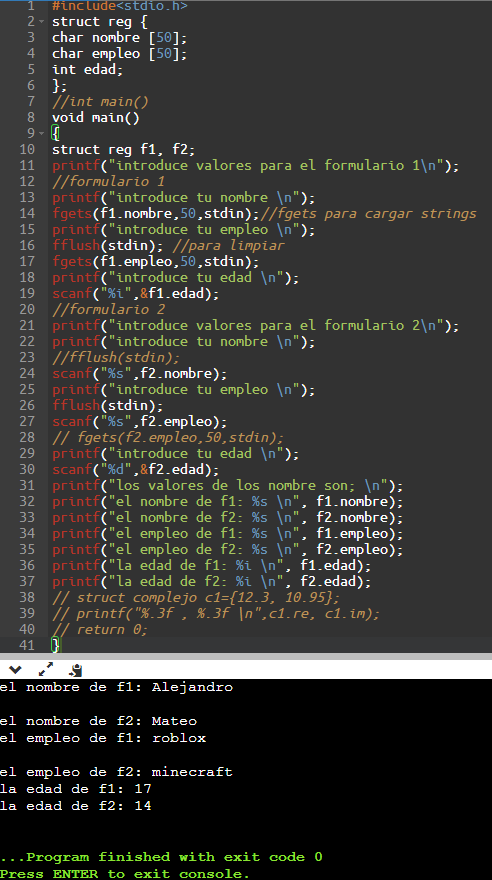 1 #include<stdio.h>
2 struct reg {
3 char nombre [50];
4 char empleo [50];
5 int edad;
6 };
7 //int main()
8 void main()
9 {
10 struct reg f1, f2;
11 printf("introduce valores para el formulario 1\n");
12 //formulario 1
13 printf("introduce tu nombre \n");
14 fgets(f1.nombre,50,stdin);//fgets para cargar strings
15 printf("introduce tu empleo \n");
16 fflush(stdin); //para limpiar
17 fgets(f1.empleo,50,stdin);
18 printf("introduce tu edad \n");
19 scanf("%i",&f1.edad);
20 //formulario 2
21 printf("introduce valores para el formulario 2\n");
22 printf("introduce tu nombre \n");
23 //fflush(stdin);
24 scanf("%s",f2.nombre);
25 printf("introduce tu empleo \n");
26 fflush(stdin);
27 scanf("%s",f2.empleo);
28 // fgets(f2.empleo,50,stdin);
29 printf("introduce tu edad \n");
30 scanf("%d",&f2.edad);
31 printf("los valores de los nombre son; \n");
32 printf("el nombre de f1: %s \n", f1.nombre);
33 printf("el nombre de f2: %s \n", f2.nombre);
34 printf("el empleo de f1: %s \n", f1.empleo);
35 printf("el empleo de f2: %s \n", f2.empleo);
36 printf("la edad de f1: %i \n", f1.edad);
37 printf("la edad de f2: %i \n", f2.edad);
38 // struct complejo c1={12.3, 10.95};
39 // printf("%.3f , %.3f \n",c1.re, c1.im);
40 // return 0;
41 }
el nombre de f1: Alejandro
el nombre de f2: Mateo
el empleo de f1: roblox
el empleo de f2: minecraft
la edad de f1: 17
la edad de f2: 14
...Program finished with exit code 0
Press ENTER to exit console.